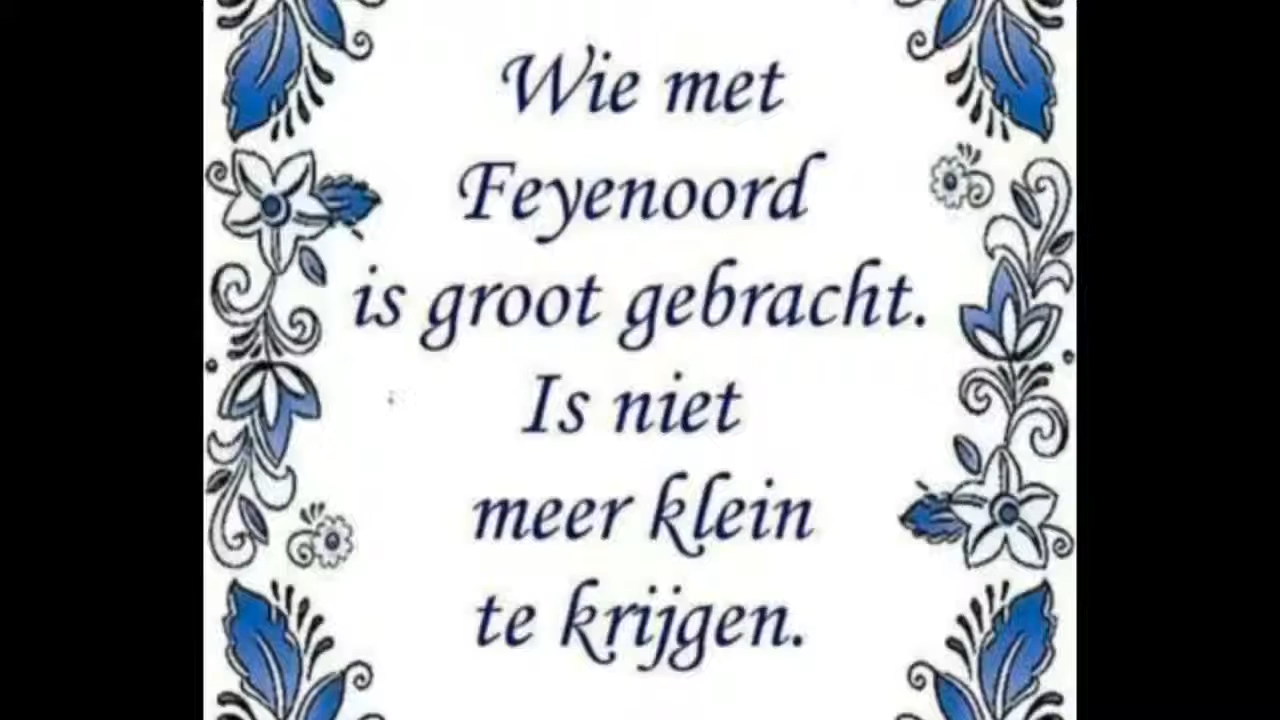 Wie met
Feyenoord
is groot gebracht.
Is niet
meer klein
te krijgen.